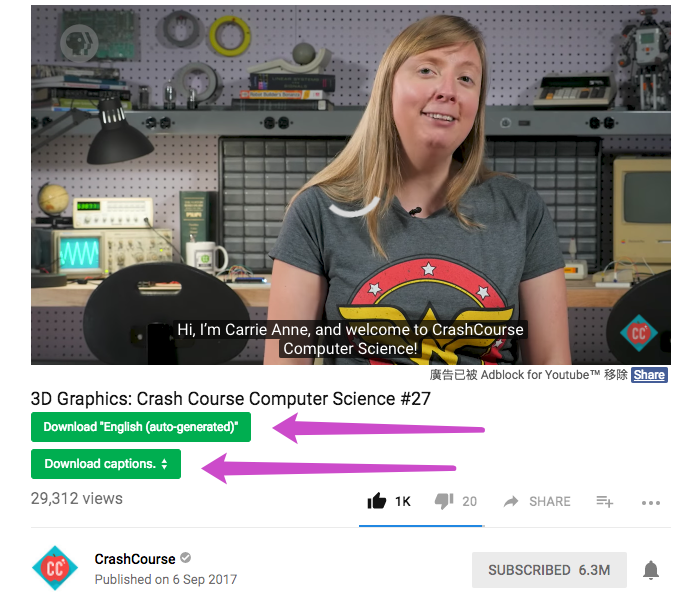 PBS
Hi, I'm Carrie Anne, and welcome to CrashCourse
Computer Science!
CC
廣告已被 Adblock for Youtube™ 移除 Share
3D Graphics: Crash Course Computer Science #27
Download "English (auto-generated)"
Download captions.
29,312 views
1K
20
SHARE
CC
CrashCourse
Published on 6 Sep 2017
SUBSCRIBED 6.3M